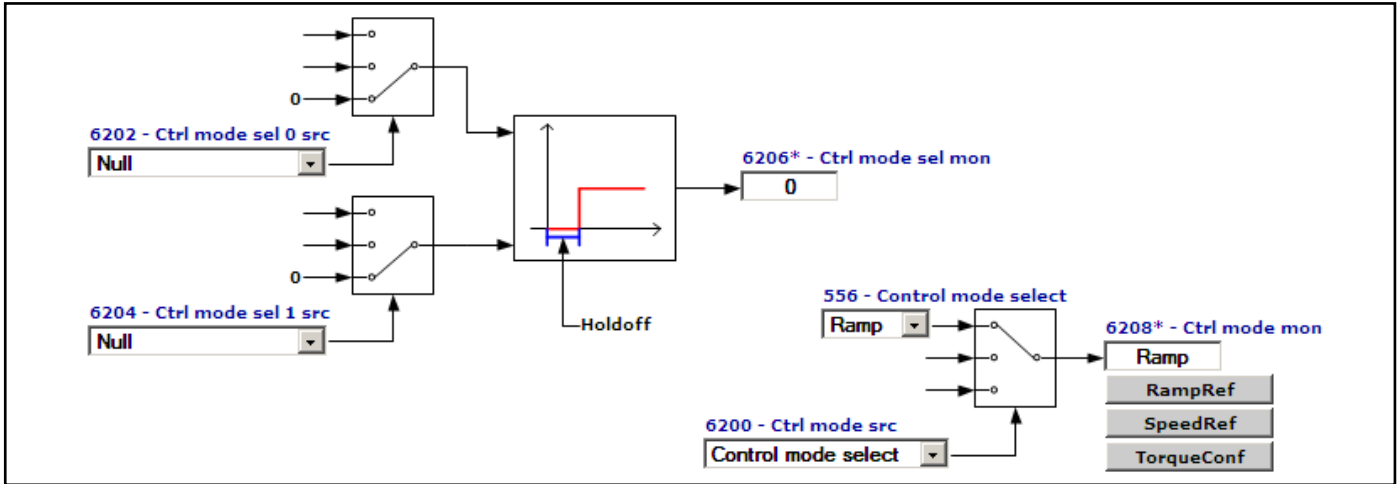 0
6202 - Ctrl mode sel 0 src
Null
6206* - Ctrl mode sel mon
0
0
6204 - Ctrl mode sel 1 src
Null
Holdoff
556 - Control mode select
Ramp
6208* - Ctrl mode mon
Ramp
RampRef
SpeedRef
TorqueConf
6200 - Ctrl mode src
Control mode select